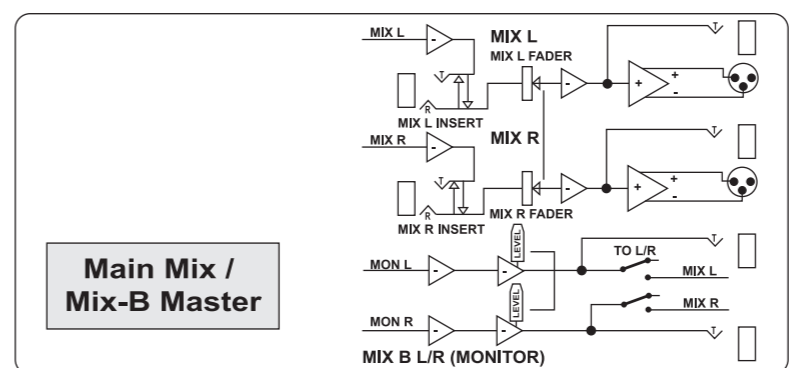 MIX L
MIX L
MIX L FADER
-
-
+
+
-
T
T
R
MIX L INSERT
MIX R
MIX R
-
-
+
+
-
T
T
R
MIX R INSERT
MIX R FADER
Main Mix /
Mix-B Master
MON L
-
LEVEL
-
TO L/R
T
MIX L
MON R
-
LEVEL
-
MIX R
T
MIX B L/R (MONITOR)